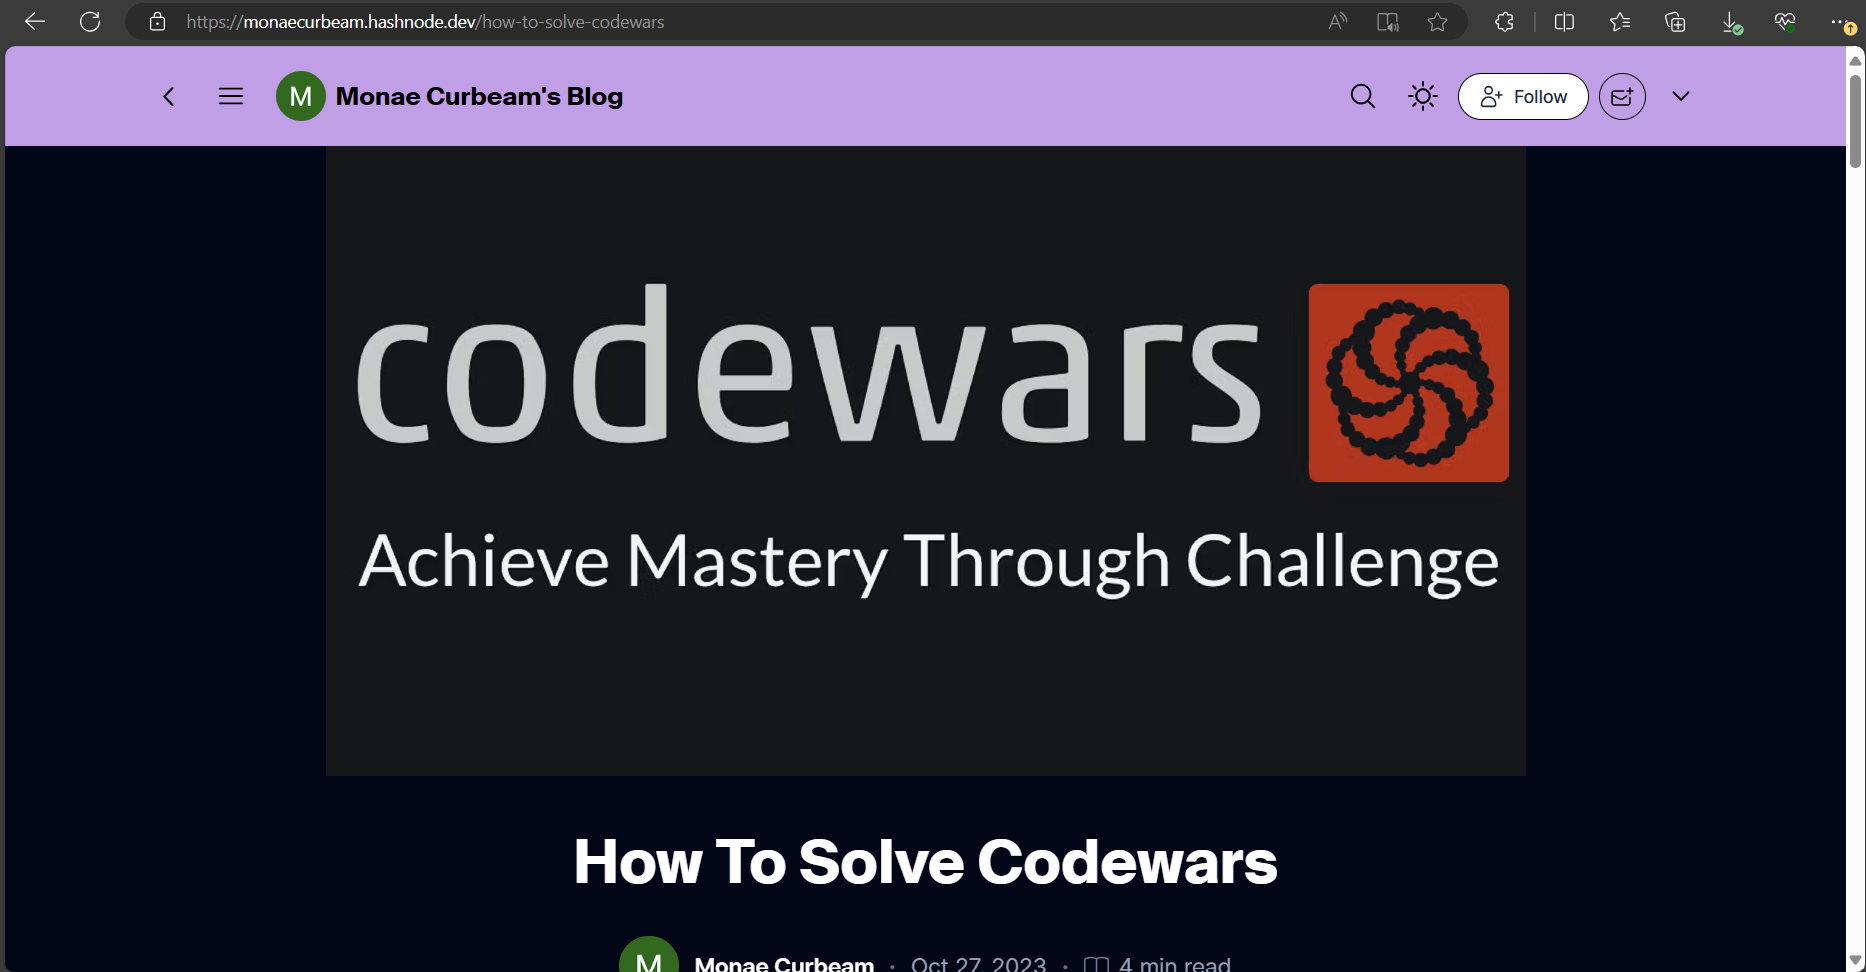 https://monaecurbeam.hashnode.dev/how-to-solve-codewars
M Monae Curbeam's Blog
Follow
codewars
Achieve Mastery Through Challenge
How To Solve Codewars
M Monae Curbeam · Oct 27, 2023 · 4 min read